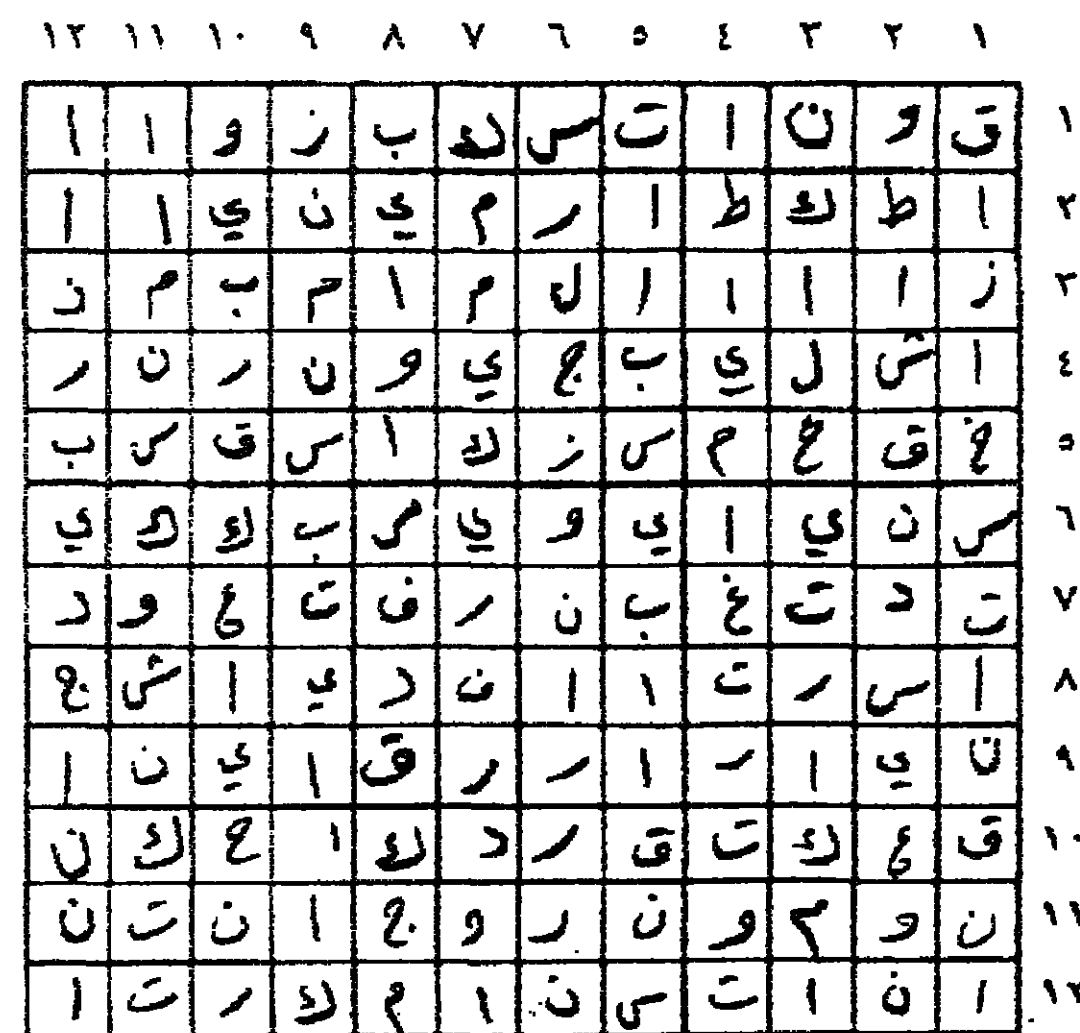 ١ ٢ ٣ ٤ ٥ ٦ ٧ ٨ ٩ ١٠ ١١ ١٢
١ ق و ن ا ت س ك ب ز و ا ا
٢ ا ط ك ط ا ر م ي ن ي ا ا
٣ ز ا ا ا ا ل م ا م ب م ن
٤ ا ش ل ي ب ج ي و ن ر ن ر
٥ خ ق م س ز ك ا س ق س ب
٦ س ن ي ا ي و ي ب ك ك ي
٧ ت د ت غ ب ن ر ف ت ع و د
٨ ا س ر ت ا ا ف د ي ا ش ج
٩ ن ي ا ر ا ر ر ق ا ي ن ا
١٠ ق ع ك ت ق ر د ك ا ح ك ن
١١ ن و م و ن ر و ج ا ن ت ن
١٢ ا ن ا ت س ن ا م ك ر ت ا